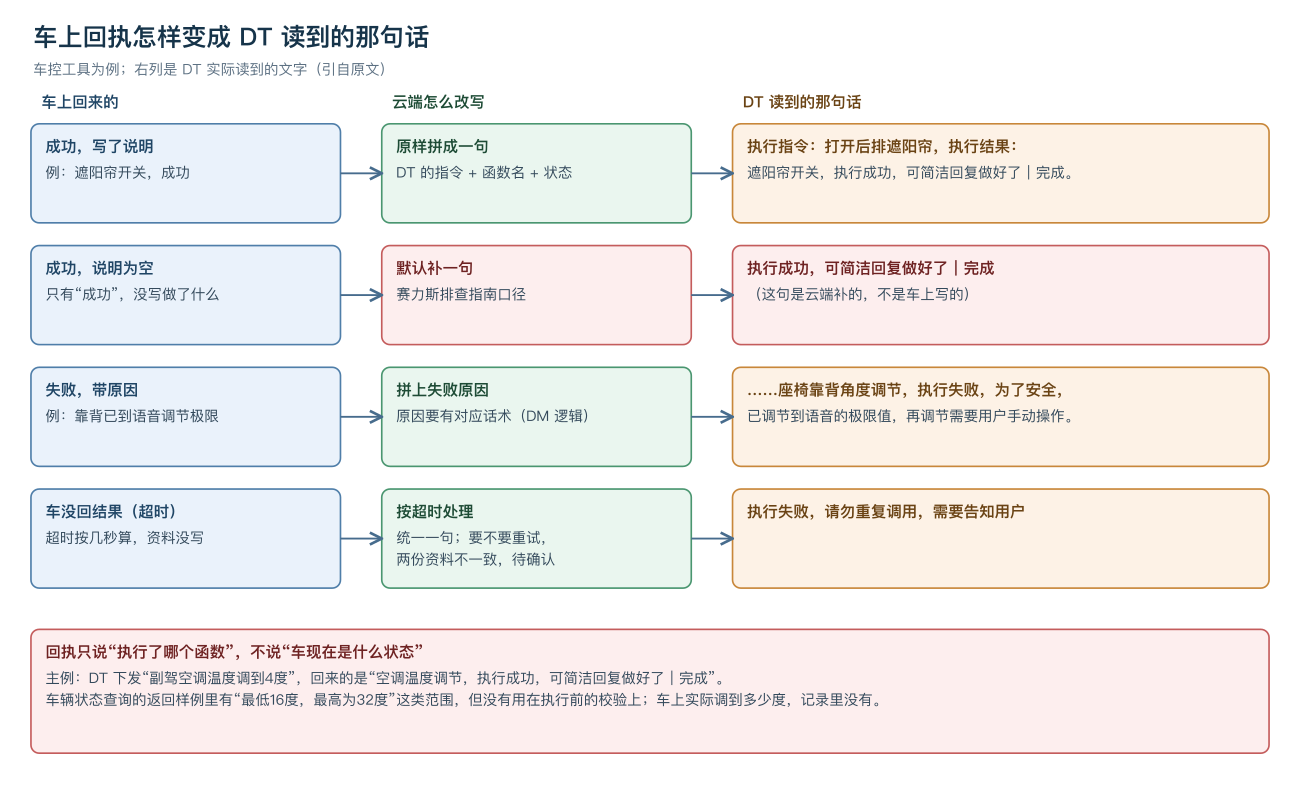 车上回执怎样变成 DT 读到的那句话
车控工具为例；右列是 DT 实际读到的文字（引自原文）
车上回来的
云端怎么改写
DT 读到的那句话
成功，写了说明
例：遮阳帘开关，成功
原样拼成一句
DT 的指令 + 函数名 + 状态
执行指令：打开后排遮阳帘，执行结果：
遮阳帘开关，执行成功，可简洁回复做好了｜完成。
成功，说明为空
只有“成功”，没写做了什么
默认补一句
赛力斯排查指南口径
执行成功，可简洁回复做好了｜完成
（这句是云端补的，不是车上写的）
失败，带原因
例：靠背已到语音调节极限
拼上失败原因
原因要有对应话术（DM 逻辑）
……座椅靠背角度调节，执行失败，为了安全，
已调节到语音的极限值，再调节需要用户手动操作。
车没回结果（超时）
超时按几秒算，资料没写
按超时处理
统一一句；要不要重试，
两份资料不一致，待确认
执行失败，请勿重复调用，需要告知用户
回执只说“执行了哪个函数”，不说“车现在是什么状态”
主例：DT 下发“副驾空调温度调到4度”，回来的是“空调温度调节，执行成功，可简洁回复做好了｜完成”。
车辆状态查询的返回样例里有“最低16度，最高为32度”这类范围，但没有用在执行前的校验上；车上实际调到多少度，记录里没有。